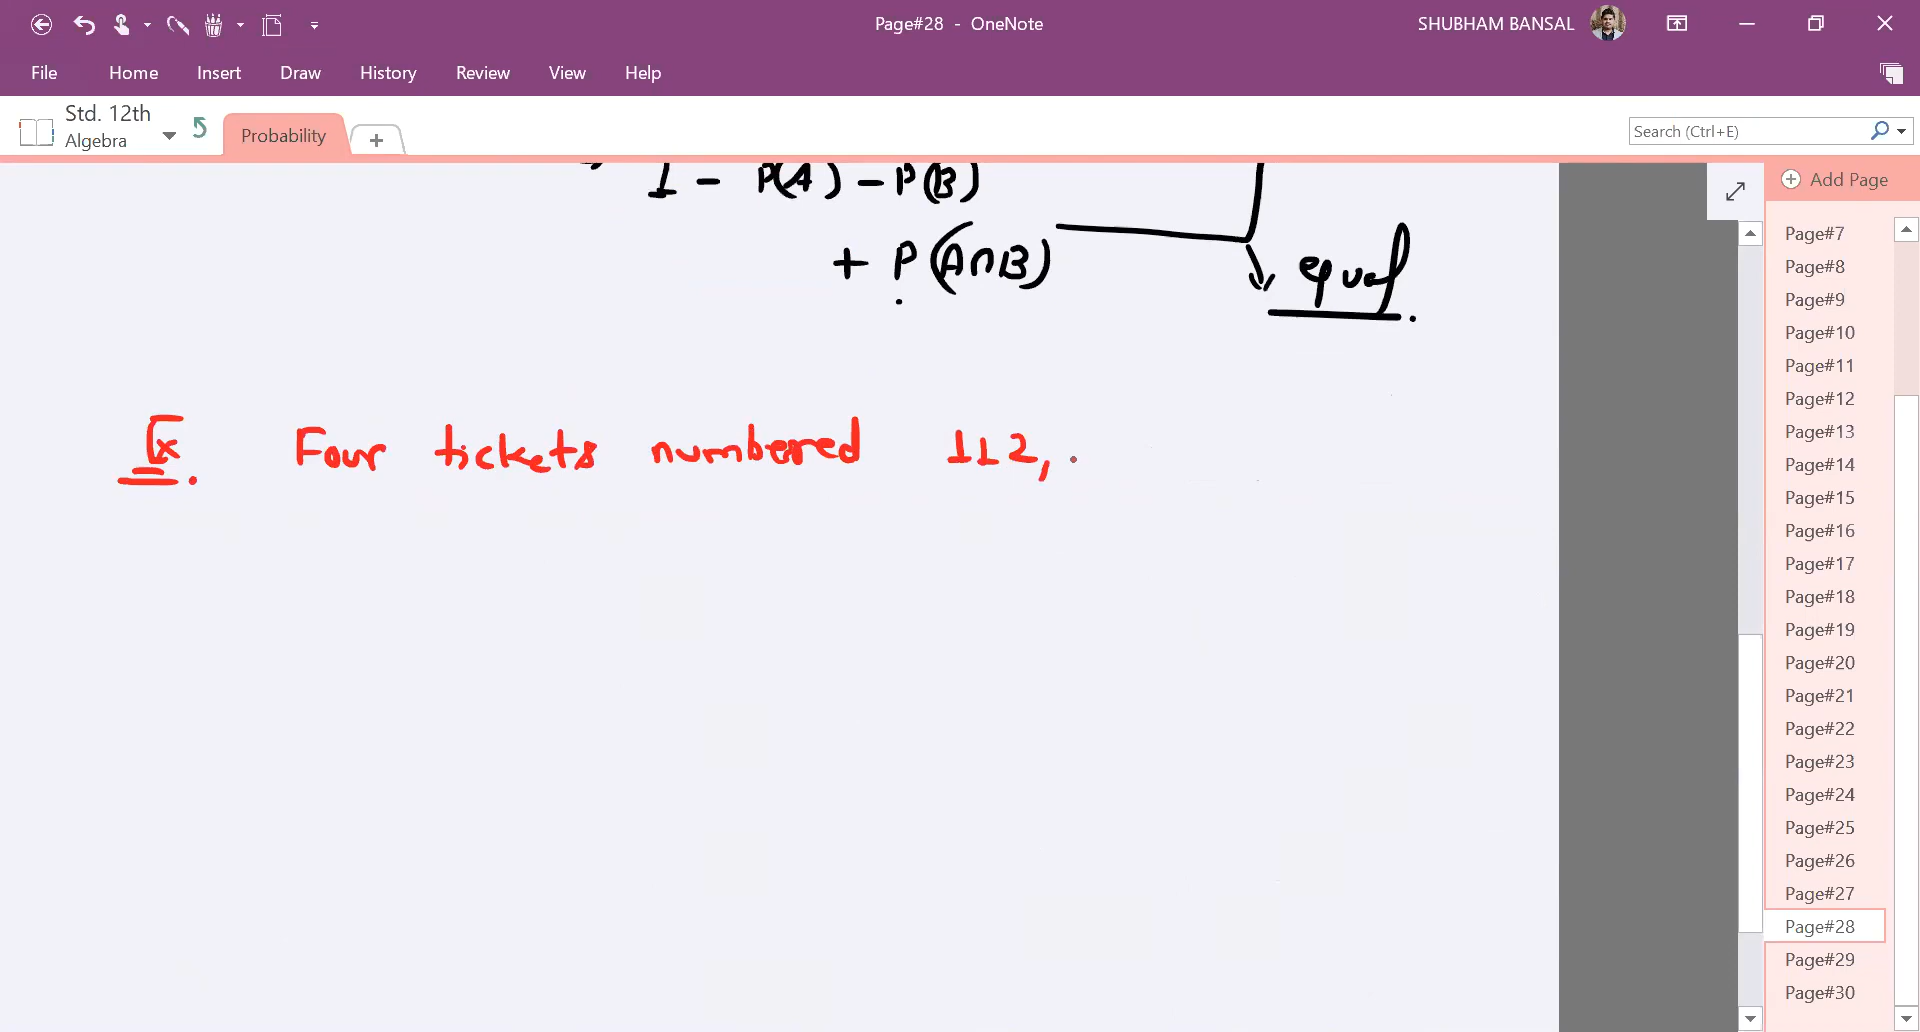 Page#28 - OneNote
SHUBHAM BANSAL
File Home Insert Draw History Review View Help
Std. 12th
Algebra
Probability
Search (Ctrl+E)
Add Page
1 - P(A) - P(B)
+ P(A∩B)
equal.
Ex. Four tickets numbered 112,
Page#7
Page#8
Page#9
Page#10
Page#11
Page#12
Page#13
Page#14
Page#15
Page#16
Page#17
Page#18
Page#19
Page#20
Page#21
Page#22
Page#23
Page#24
Page#25
Page#26
Page#27
Page#28
Page#29
Page#30